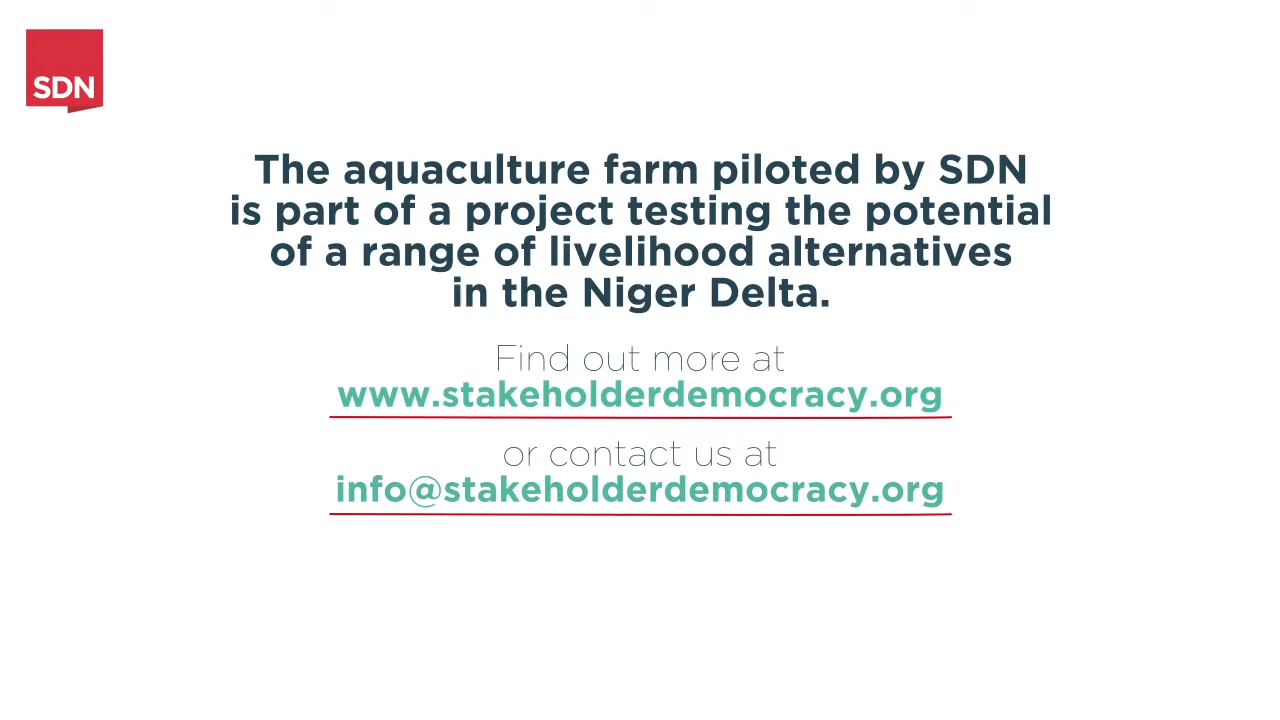 SDN
The aquaculture farm piloted by SDN
is part of a project testing the potential
of a range of livelihood alternatives
in the Niger Delta.
Find out more at
www.stakeholderdemocracy.org
or contact us at
info@stakeholderdemocracy.org